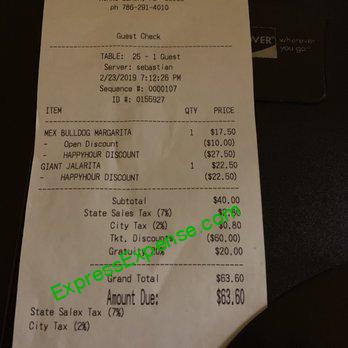 ph 786-291-4010
Guest Check
TABLE: 25 - 1 Guest
Server: sebastian
2/23/2019 7:12:26 PM
Sequence #: 0000107
ID #: 0155927
ITEM QTY PRICE
MEX BULLDOG MARGARITA 1 $17.50
- Open Discount ($10.00)
- HAPPYHOUR DISCOUNT ($27.50)
GIANT JALARITA 1 $22.50
- HAPPYHOUR DISCOUNT ($22.50)
Subtotal $40.00
State Sales Tax (7%) $2.80
City Tax (2%) $0.80
Tkt. Discounts ($60.00)
Gratuity 20% $20.00
Grand Total $63.60
Amount Due: $63.60
State Salex Tax (7%)
City Tax (2%)
VER wherever
you go
ExpressExpense.com